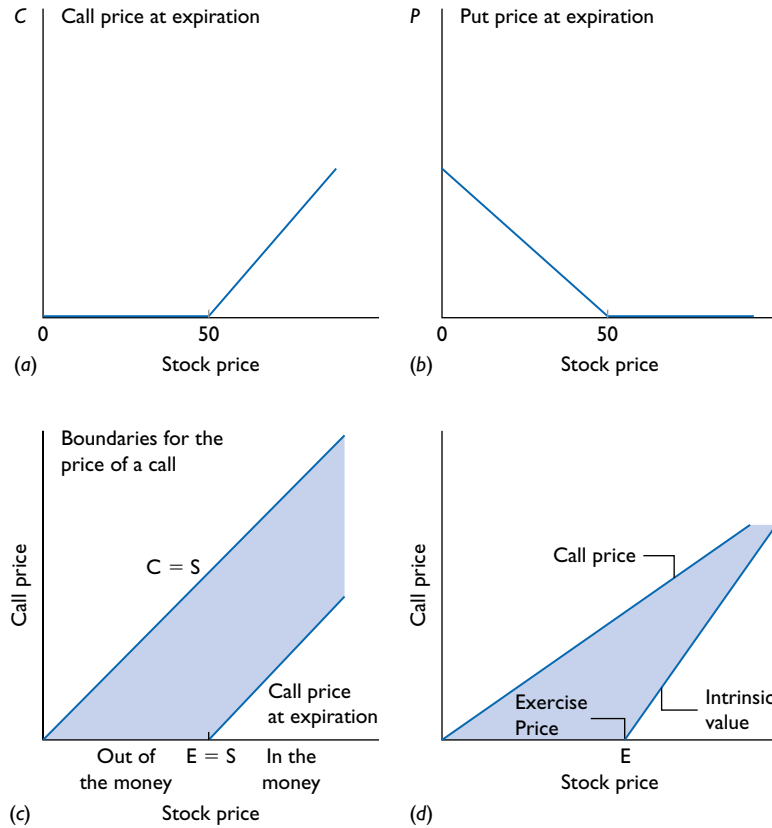 C Call price at expiration
0 50
(a) Stock price
P Put price at expiration
0 50
(b) Stock price
Boundaries for the
price of a call
C = S
Call price
Call price
at expiration
Out of
the money
E = S
In the
money
(c) Stock price
Call price
Call price
Exercise
Price
Intrinsic
value
E
Stock price
(d)